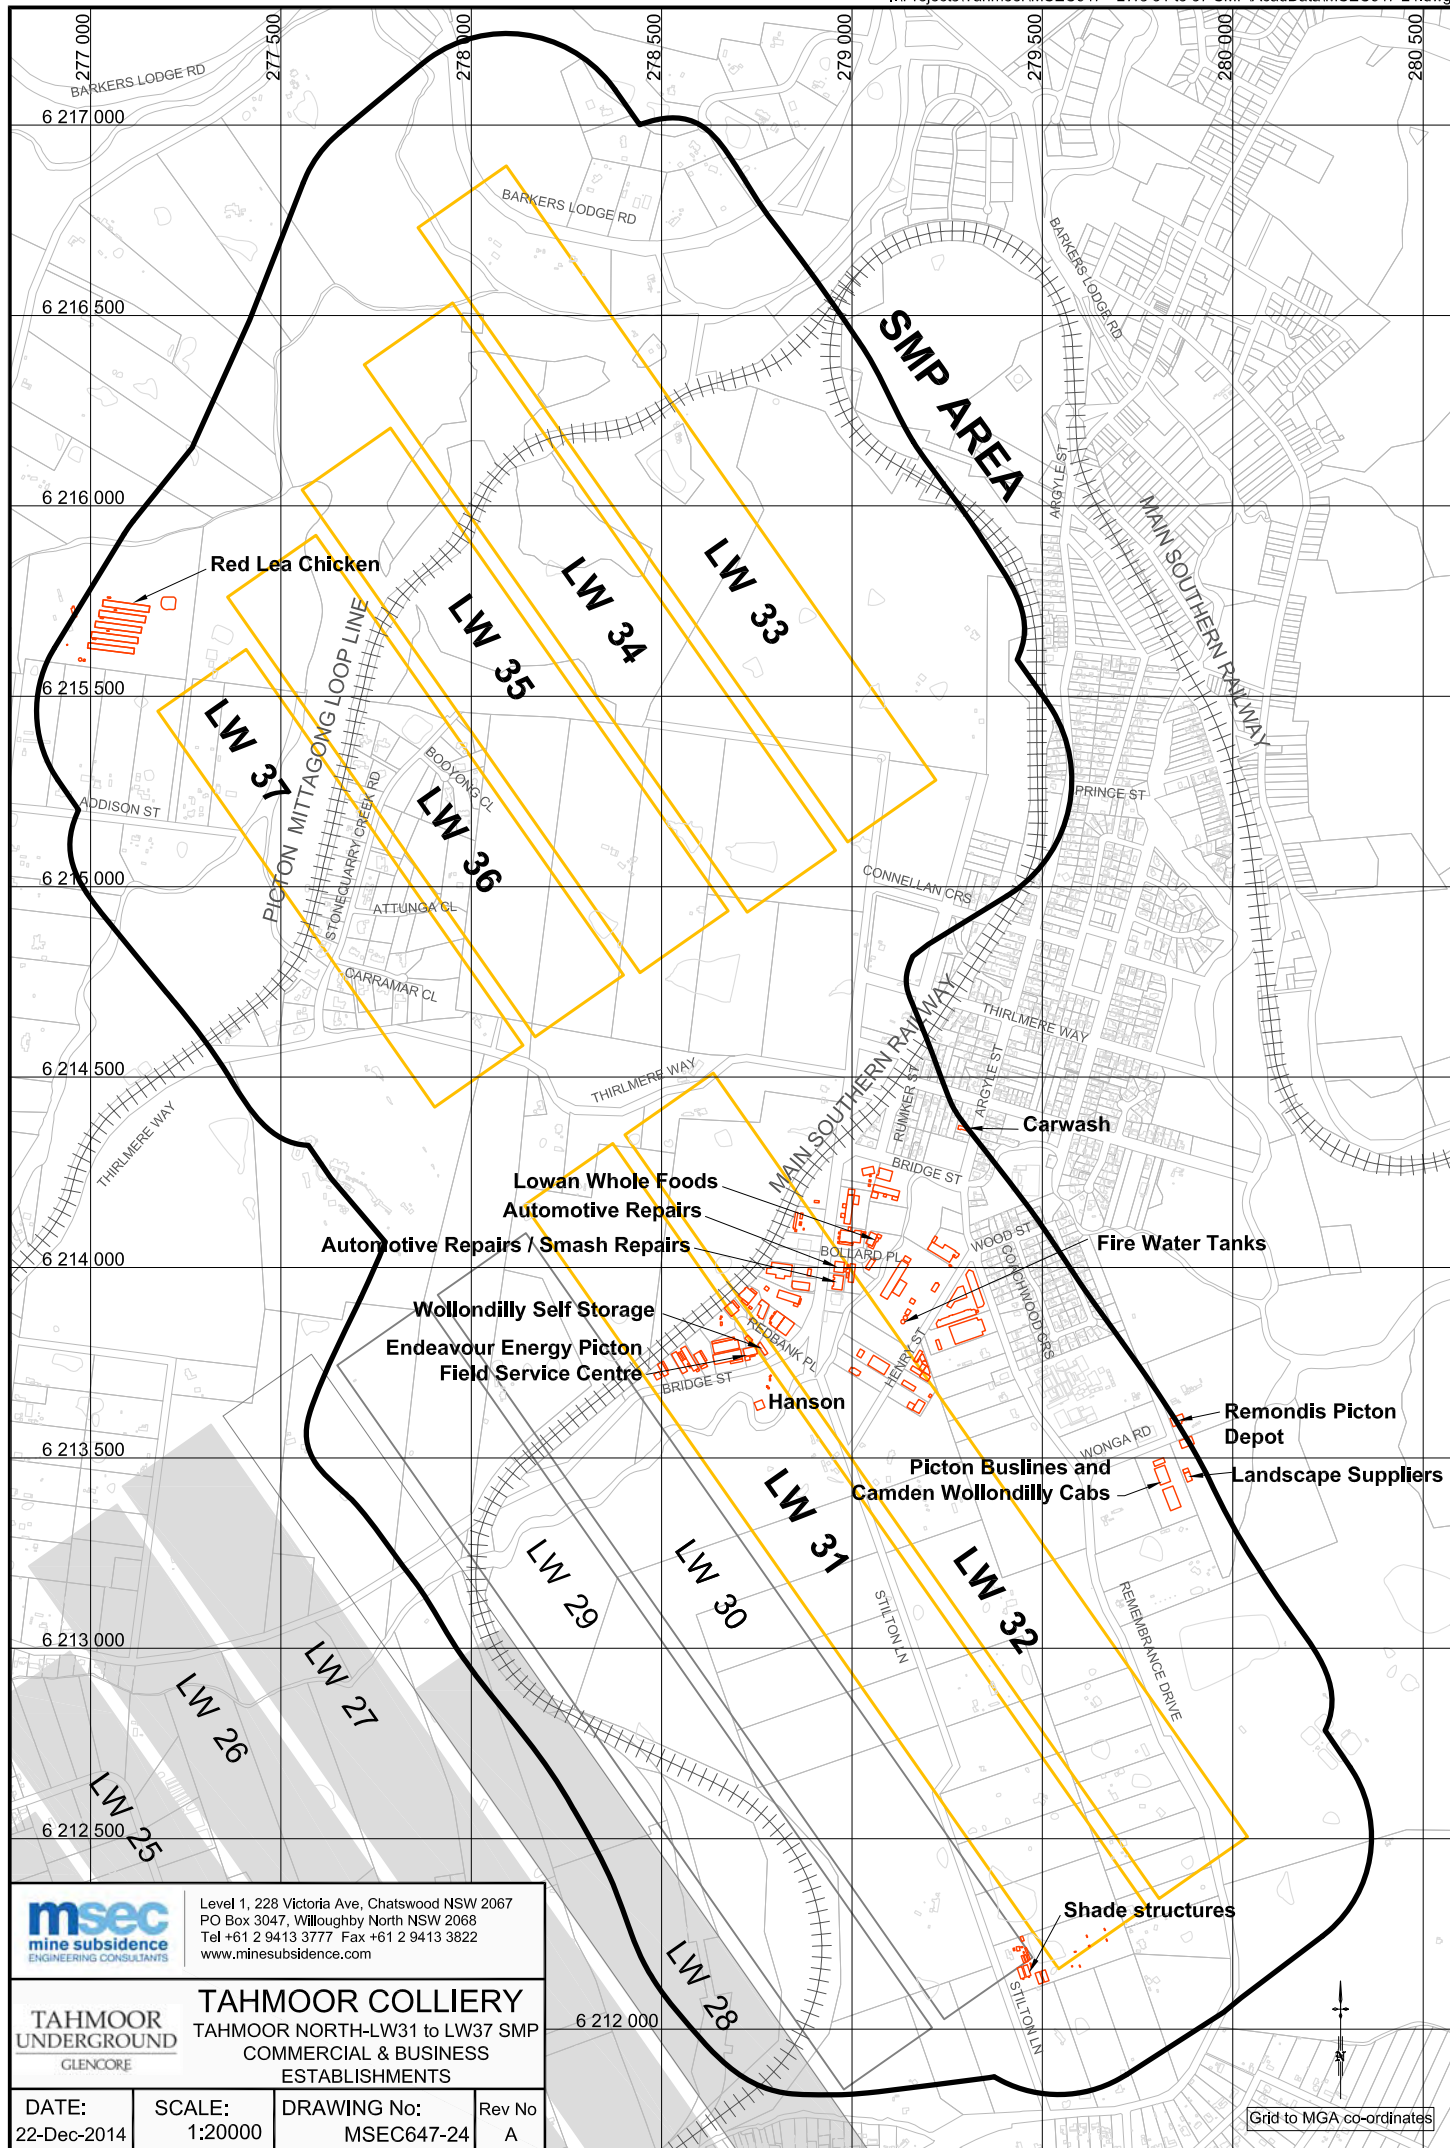 277 000
277 500
278 000
278 500
279 000
279 500
280 000
280 500
BARKERS LODGE RD
6 217 000
BARKERS LODGE RD
BARKERS LODGE RD
6 216 500
SMP AREA
ARGYLE ST
6 216 000
MAIN SOUTHERN RAILWAY
Red Lea Chicken
LW 33
LW 34
LW 35
PICTON MITTAGONG LOOP LINE
6 215 500
LW 37
BOOYONG CL
STONEQUARRY CREEK RD
LW 36
ADDISON ST
PRINCE ST
6 215 000
CONNELLAN CRS
ATTUNGA CL
CARRAMAR CL
THIRLMERE WAY
MAIN SOUTHERN RAILWAY
6 214 500
THIRLMERE WAY
RUMKER ST
ARGYLE ST
THIRLMERE WAY
Carwash
BRIDGE ST
Lowan Whole Foods
Automotive Repairs
Automotive Repairs / Smash Repairs
BOLLARD PL
WOOD ST
Fire Water Tanks
6 214 000
COACHWOOD CRS
Wollondilly Self Storage
REDBANK PL
HENRY ST
Endeavour Energy Picton
Field Service Centre
BRIDGE ST
Hanson
Remondis Picton
Depot
6 213 500
WONGA RD
Picton Buslines and
Camden Wollondilly Cabs
Landscape Suppliers
LW 31
LW 29
LW 30
LW 32
STILTON LN
REMEMBRANCE DRIVE
6 213 000
LW 27
LW 26
LW 25
6 212 500
Shade structures
LW 28
STILTON LN
6 212 000
msec
mine subsidence
ENGINEERING CONSULTANTS
Level 1, 228 Victoria Ave, Chatswood NSW 2067
PO Box 3047, Willoughby North NSW 2068
Tel +61 2 9413 3777 Fax +61 2 9413 3822
www.minesubsidence.com
TAHMOOR
UNDERGROUND
GLENCORE
TAHMOOR COLLIERY
TAHMOOR NORTH-LW31 to LW37 SMP
COMMERCIAL & BUSINESS
ESTABLISHMENTS
DATE:
22-Dec-2014
SCALE:
1:20000
DRAWING No:
MSEC647-24
Rev No
A
Grid to MGA co-ordinates